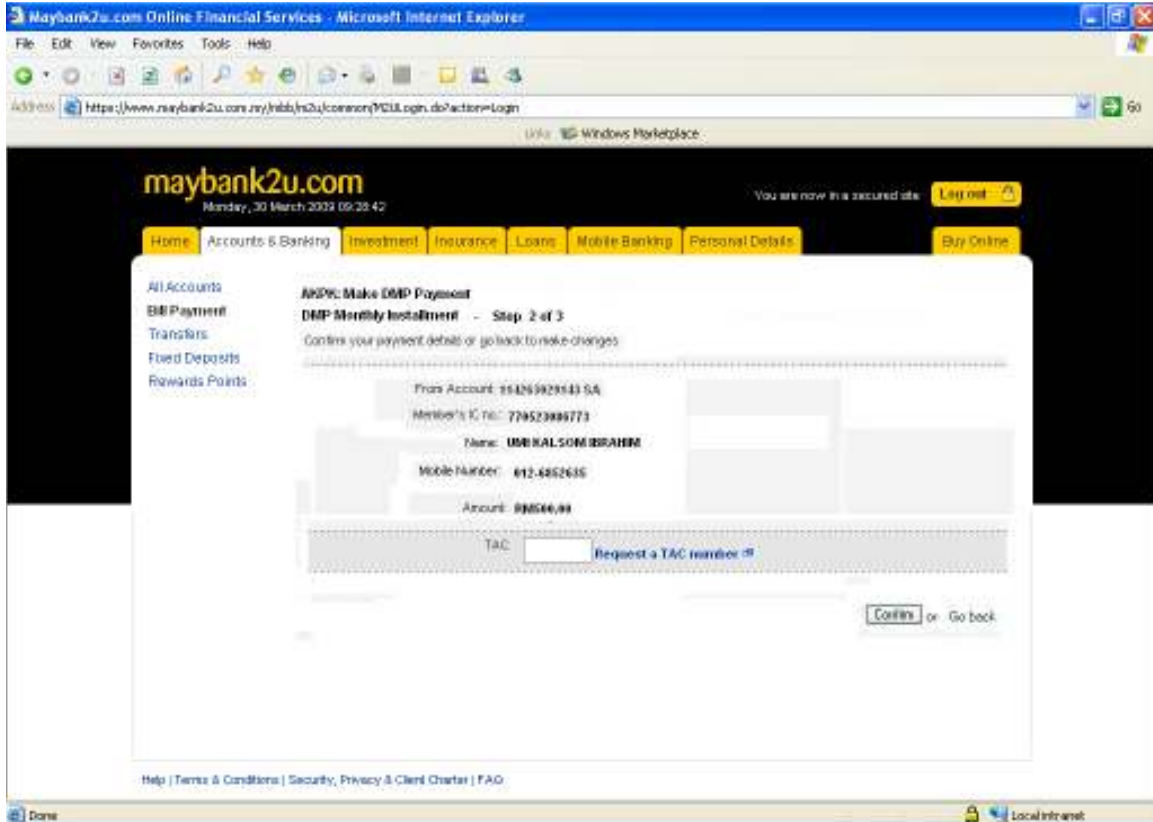 Maybank2u.com Online Financial Services - Microsoft Internet Explorer
File Edit View Favorites Tools Help
Address https://www.maybank2u.com.my/mbb/m2u/common/M2ULogin.do?action=Login Go
Links Windows Marketplace
maybank2u.com
Monday, 30 March 2009 09:28:42
You are now in a secured site Log out
Home Accounts & Banking Investment Insurance Loans Mobile Banking Personal Details Buy Online
All Accounts
Bill Payment
Transfers
Fixed Deposits
Rewards Points
AKPK: Make DMP Payment
DMP Monthly Installment - Step 2 of 3
Confirm your payment details or go back to make changes
From Account: SA
Member's IC no.:
Name: UMI KALSOM IBRAHIM
Mobile Number: 012-6852635
Amount: RM500.00
TAC: Request a TAC number
Confirm or Go back
Help | Terms & Conditions | Security, Privacy & Client Charter | FAQ
Done Local intranet